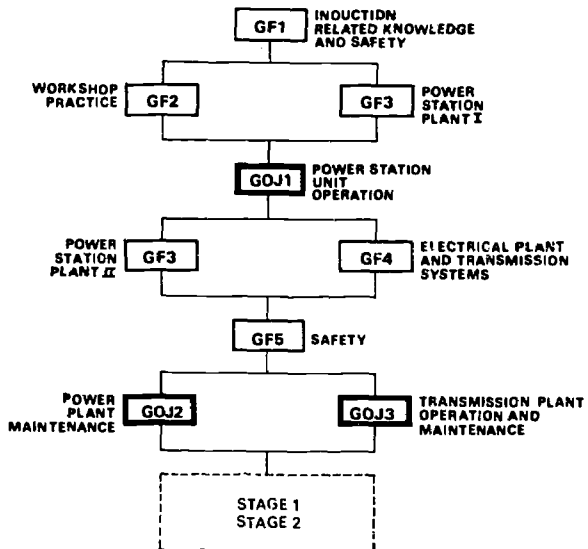 GF1
INDUCTION
RELATED KNOWLEDGE
AND SAFETY
WORKSHOP
PRACTICE
GF2
GF3
POWER
STATION
PLANT I
GOJ1
POWER STATION
UNIT
OPERATION
POWER
STATION
PLANT II
GF3
GF4
ELECTRICAL PLANT
AND TRANSMISSION
SYSTEMS
GF5
SAFETY
POWER
PLANT
MAINTENANCE
GOJ2
GOJ3
TRANSMISSION PLANT
OPERATION AND
MAINTENANCE
STAGE 1
STAGE 2